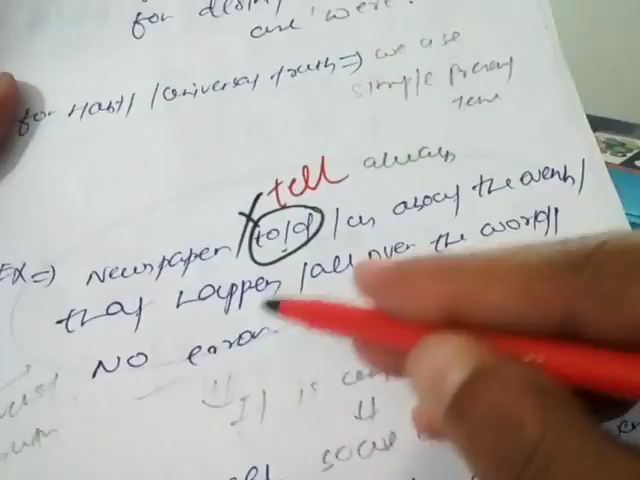 for
are were.
for Habit / Universal truth => we use
simple present
tense
tell always
Ex => Newspaper / told / us about the events /
that happen / all over the world /
NO error
It is